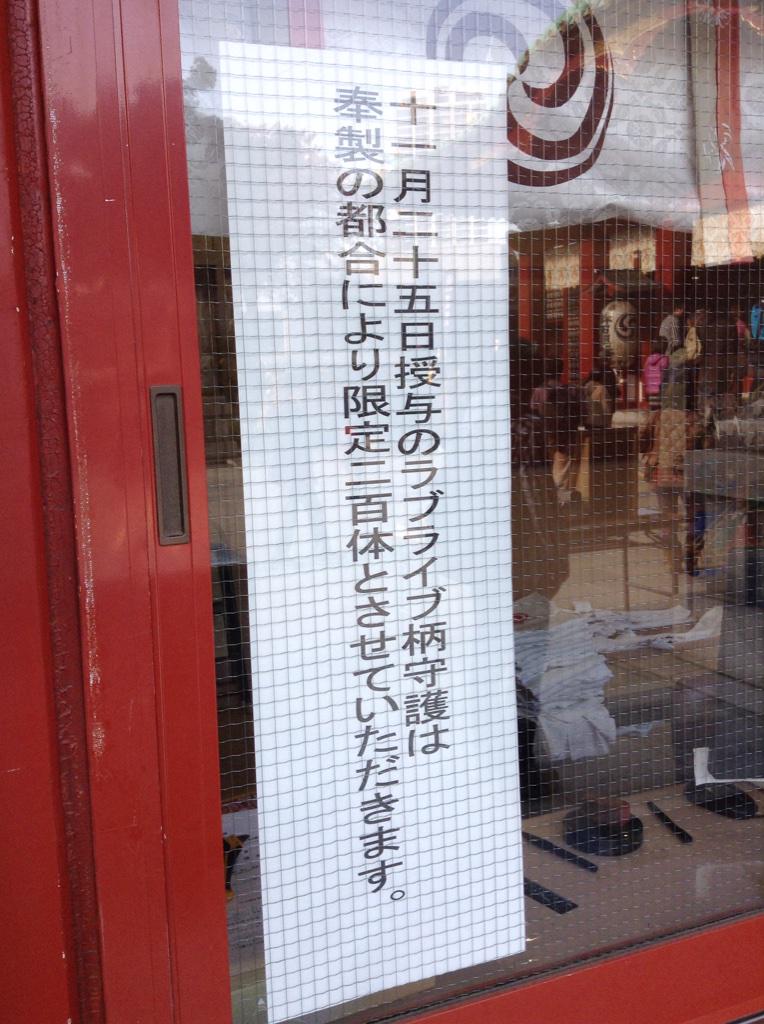 十一月二十五日授与のラブライブ柄守護は
奉製の都合により限定二百体とさせていただきます。